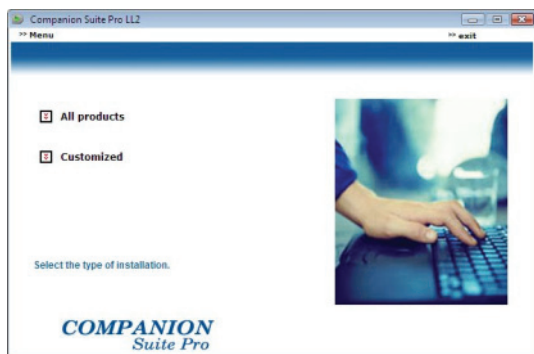 Companion Suite Pro LL2
>> Menu
>> exit
All products
Customized
Select the type of installation.
COMPANION
Suite Pro